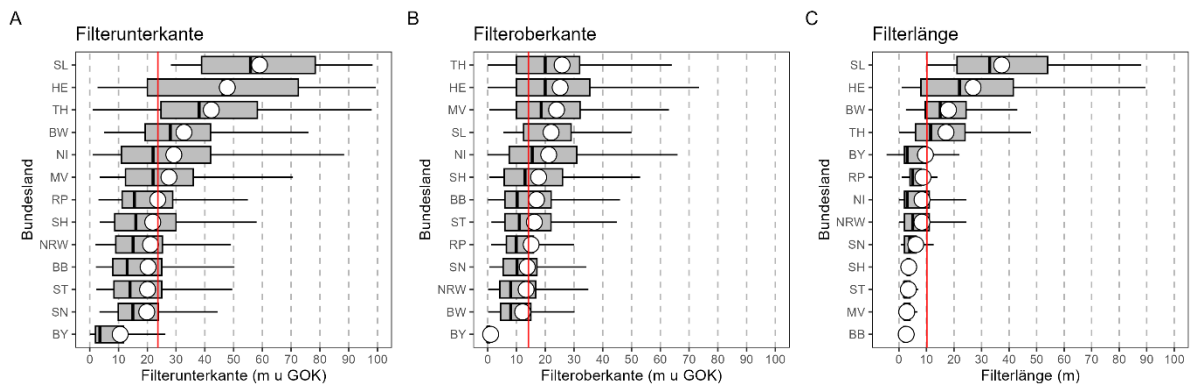 A
Filterunterkante
Bundesland
SL
HE
TH
BW
NI
MV
RP
SH
NRW
BB
ST
SN
BY
0 10 20 30 40 50 60 70 80 90 100
Filterunterkante (m u GOK)
B
Filteroberkante
Bundesland
TH
HE
MV
SL
NI
SH
BB
ST
RP
SN
NRW
BW
BY
0 10 20 30 40 50 60 70 80 90 100
Filteroberkante (m u GOK)
C
Filterlänge
Bundesland
SL
HE
BW
TH
BY
RP
NI
NRW
SN
SH
ST
MV
BB
0 10 20 30 40 50 60 70 80 90 100
Filterlänge (m)